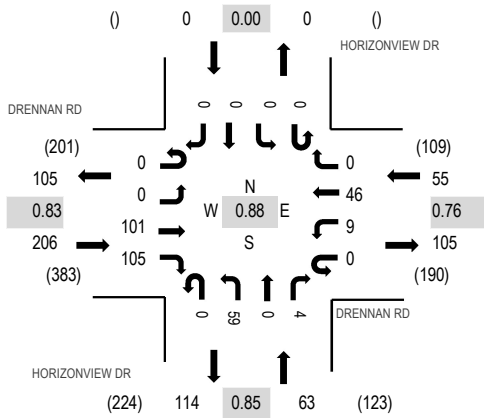 () 0 0.00 0 ()
HORIZONVIEW DR
0 0 0 0
DRENNAN RD
(201) (109)
0 0
105 55
0 N 46
0.83 W 0.88 E 0.76
101 9
206 S 105
105 0
(383) (190)
0 59 0 4
DRENNAN RD
HORIZONVIEW DR
(224) 114 0.85 63 (123)